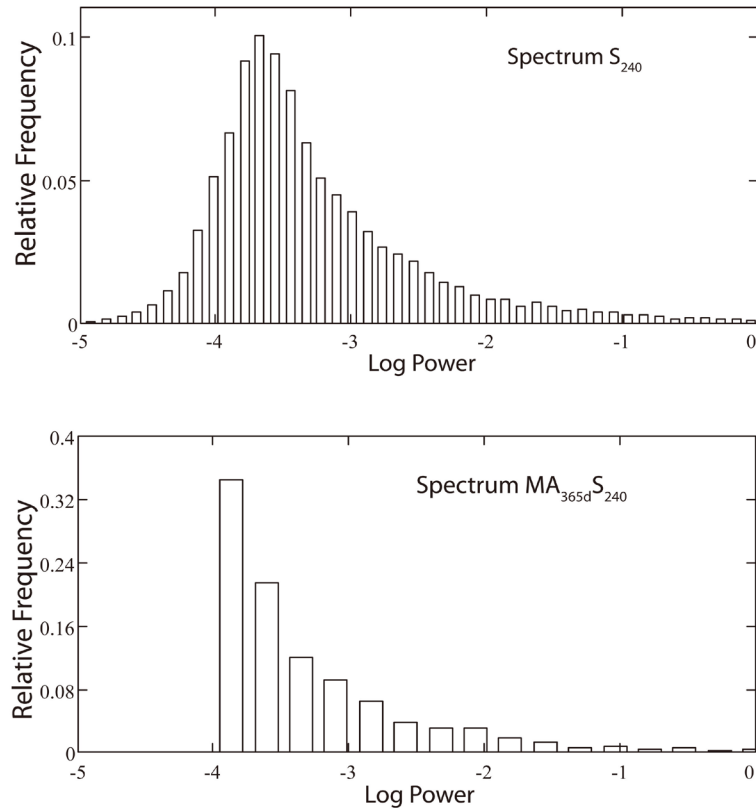 0.1
Spectrum S240
Relative Frequency
0.05
0
-5 -4 -3 -2 -1 0
Log Power
0.4
Spectrum MA365dS240
0.32
Relative Frequency
0.24
0.16
0.08
0
-5 -4 -3 -2 -1 0
Log Power